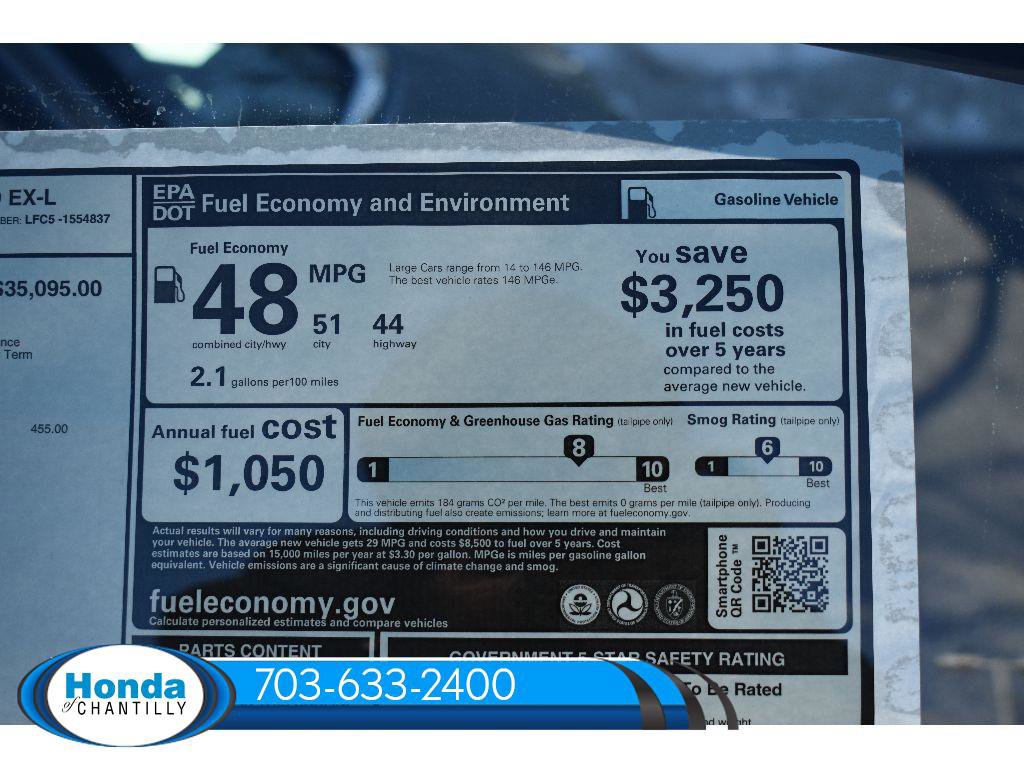 EX-L
BER: LFC5 -1554837
$35,095.00
nce
Term
455.00
EPA
DOT
Fuel Economy and Environment
Gasoline Vehicle
Fuel Economy
48 MPG
combined city/hwy
51
city
44
highway
Large Cars range from 14 to 146 MPG.
The best vehicle rates 146 MPGe.
2.1 gallons per 100 miles
You save
$3,250
in fuel costs
over 5 years
compared to the
average new vehicle.
Annual fuel cost
$1,050
Fuel Economy & Greenhouse Gas Rating (tailpipe only)
1
8
10
Best
Smog Rating (tailpipe only)
1
6
10
Best
This vehicle emits 184 grams CO² per mile. The best emits 0 grams per mile (tailpipe only). Producing
and distributing fuel also create emissions; learn more at fueleconomy.gov.
Actual results will vary for many reasons, including driving conditions and how you drive and maintain
your vehicle. The average new vehicle gets 29 MPG and costs $8,500 to fuel over 5 years. Cost
estimates are based on 15,000 miles per year at $3.30 per gallon. MPGe is miles per gasoline gallon
equivalent. Vehicle emissions are a significant cause of climate change and smog.
fueleconomy.gov
Calculate personalized estimates and compare vehicles
Smartphone
QR Code ™
PARTS CONTENT
GOVERNMENT 5-STAR SAFETY RATING
To Be Rated
Honda
of CHANTILLY
703-633-2400